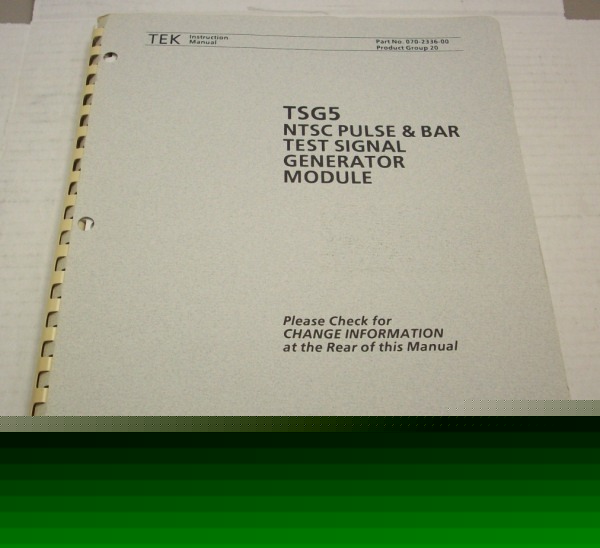 TEK Instruction Manual
Part No. 070-2336-00
Product Group 20
TSG5
NTSC PULSE & BAR
TEST SIGNAL
GENERATOR
MODULE
Please Check for
CHANGE INFORMATION
at the Rear of this Manual